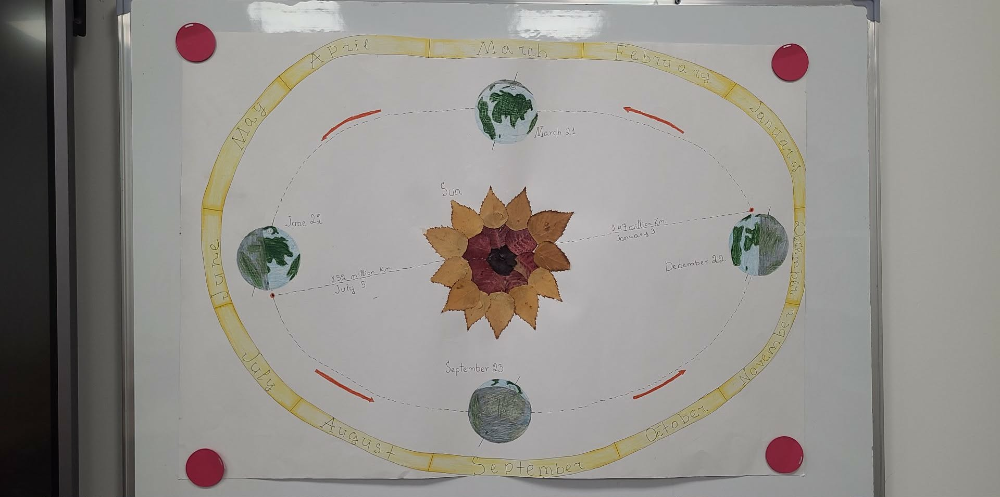 April
March
February
May
January
March 21
Sun
June 22
147 million Km.
January 3
December 22
December
June
152 million Km
July 5
November
September 23
July
October
August
September